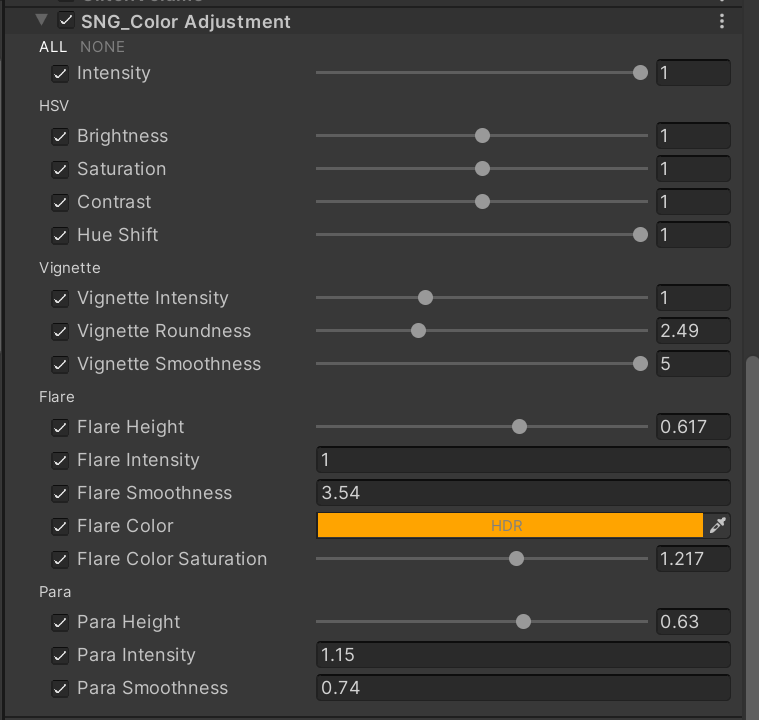 SNG_Color Adjustment
ALL NONE
Intensity 1
HSV
Brightness 1
Saturation 1
Contrast 1
Hue Shift 1
Vignette
Vignette Intensity 1
Vignette Roundness 2.49
Vignette Smoothness 5
Flare
Flare Height 0.617
Flare Intensity 1
Flare Smoothness 3.54
Flare Color HDR
Flare Color Saturation 1.217
Para
Para Height 0.63
Para Intensity 1.15
Para Smoothness 0.74